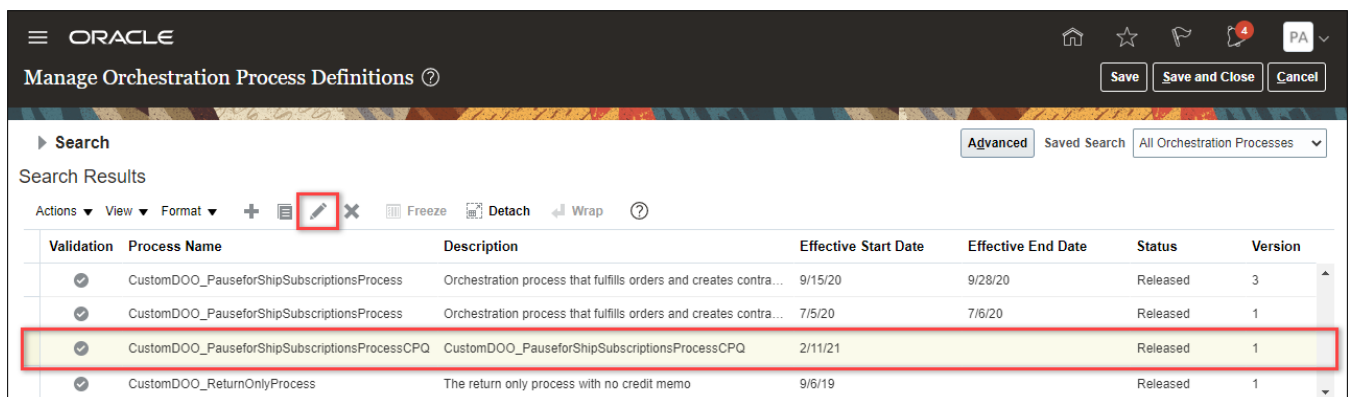 ORACLE
4
PA
Manage Orchestration Process Definitions ?
Save Save and Close Cancel
Search
Advanced Saved Search All Orchestration Processes
Search Results
Actions View Format Freeze Detach Wrap ?
Validation Process Name Description Effective Start Date Effective End Date Status Version
CustomDOO_PauseforShipSubscriptionsProcess Orchestration process that fulfills orders and creates contra... 9/15/20 9/28/20 Released 3
CustomDOO_PauseforShipSubscriptionsProcess Orchestration process that fulfills orders and creates contra... 7/5/20 7/6/20 Released 1
CustomDOO_PauseforShipSubscriptionsProcessCPQ CustomDOO_PauseforShipSubscriptionsProcessCPQ 2/11/21 Released 1
CustomDOO_ReturnOnlyProcess The return only process with no credit memo 9/6/19 Released 1